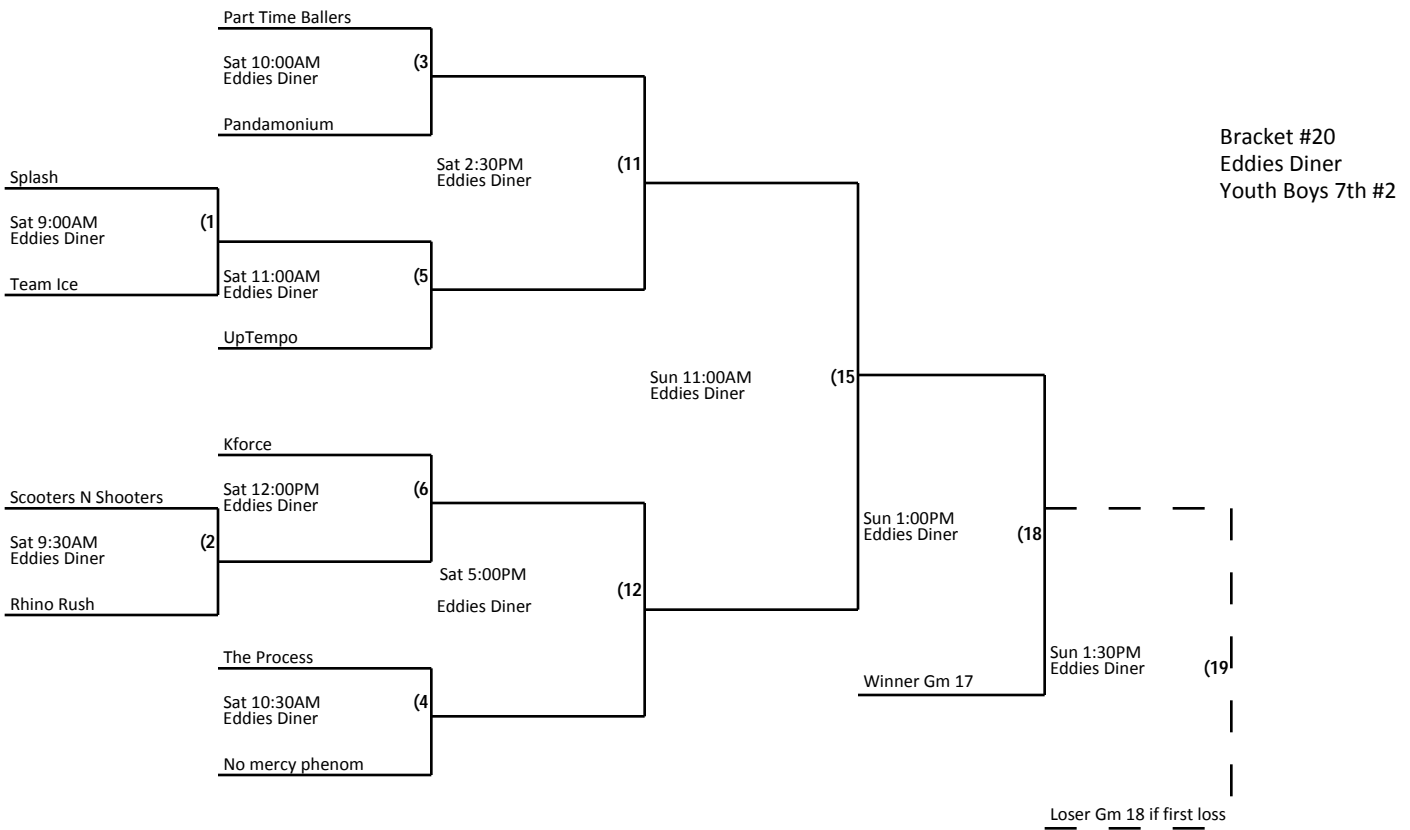 Part Time Ballers
Sat 10:00AM
Eddies Diner
(3
Pandamonium
Bracket #20
Eddies Diner
Youth Boys 7th #2
Sat 2:30PM
Eddies Diner
(11
Splash
Sat 9:00AM
Eddies Diner
(1
Team Ice
Sat 11:00AM
Eddies Diner
(5
UpTempo
Sun 11:00AM
Eddies Diner
(15
Kforce
Sat 12:00PM
Eddies Diner
(6
Scooters N Shooters
Sat 9:30AM
Eddies Diner
(2
Rhino Rush
Sat 5:00PM
Eddies Diner
(12
Sun 1:00PM
Eddies Diner
(18
The Process
Sat 10:30AM
Eddies Diner
(4
No mercy phenom
Winner Gm 17
Sun 1:30PM
Eddies Diner
(19
Loser Gm 18 if first loss